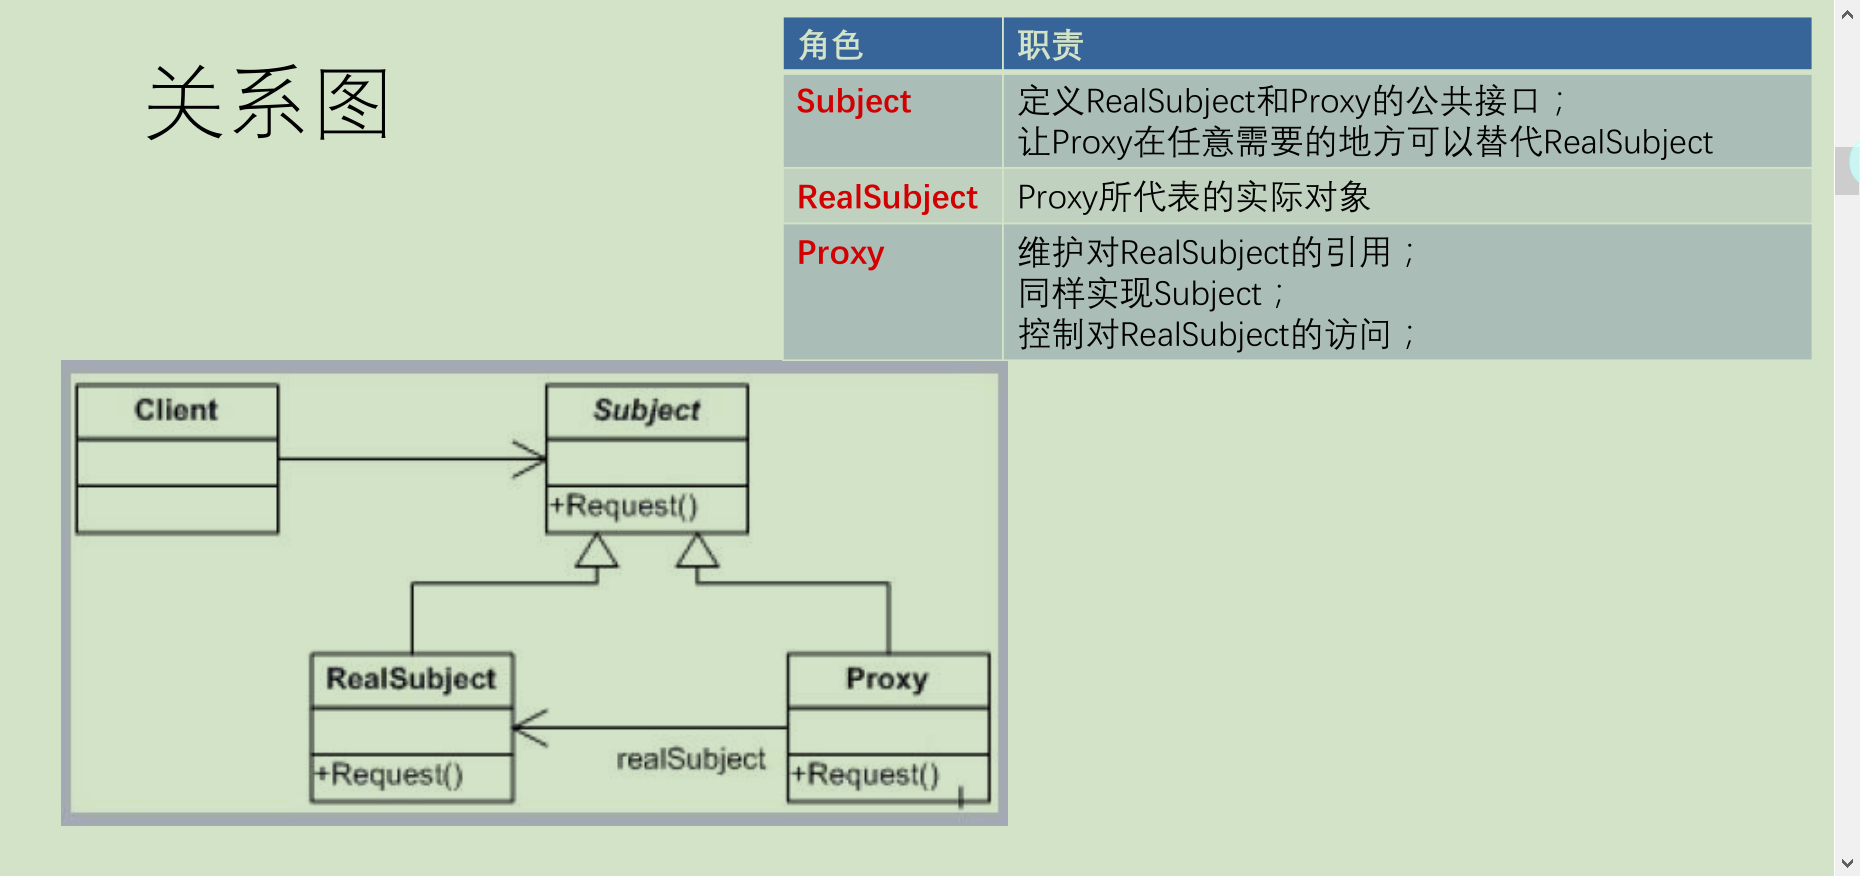 关系图
角色 职责
Subject 定义RealSubject和Proxy的公共接口；
让Proxy在任意需要的地方可以替代RealSubject
RealSubject Proxy所代表的实际对象
Proxy 维护对RealSubject的引用；
同样实现Subject；
控制对RealSubject的访问；
Client
Subject
+Request()
RealSubject
+Request()
realSubject
Proxy
+Request()